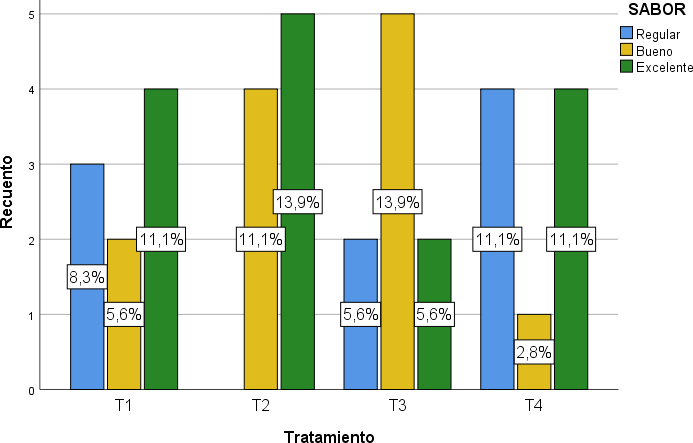 SABOR
Regular
Bueno
Excelente
Recuento
5
4
3
2
1
0
8,3%
5,6%
11,1%
11,1%
13,9%
5,6%
13,9%
5,6%
11,1%
2,8%
11,1%
T1
T2
T3
T4
Tratamiento